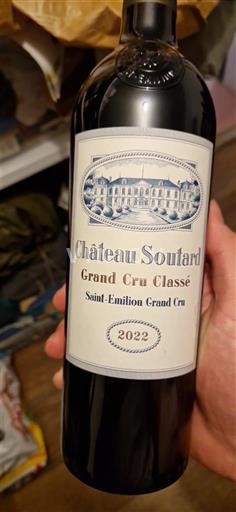 Château Soutard
Grand Cru Classé
Saint-Emilion Grand Cru
2022